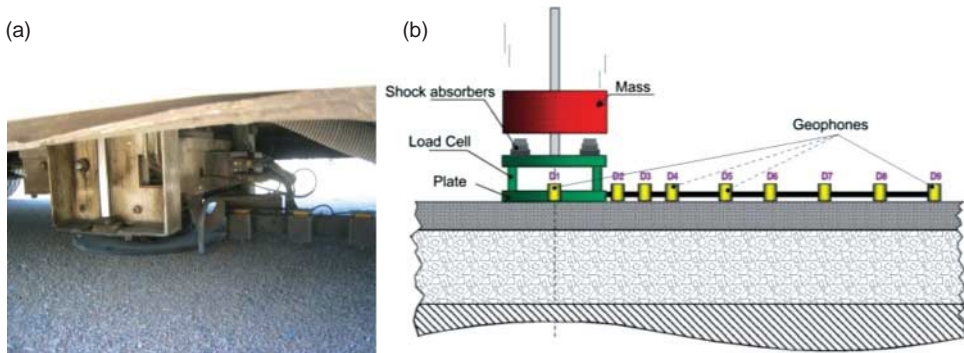 (a)
(b)
Shock absorbers
Mass
Load Cell
Geophones
Plate
D1
D2
D3
D4
D5
D6
D7
D8
D9